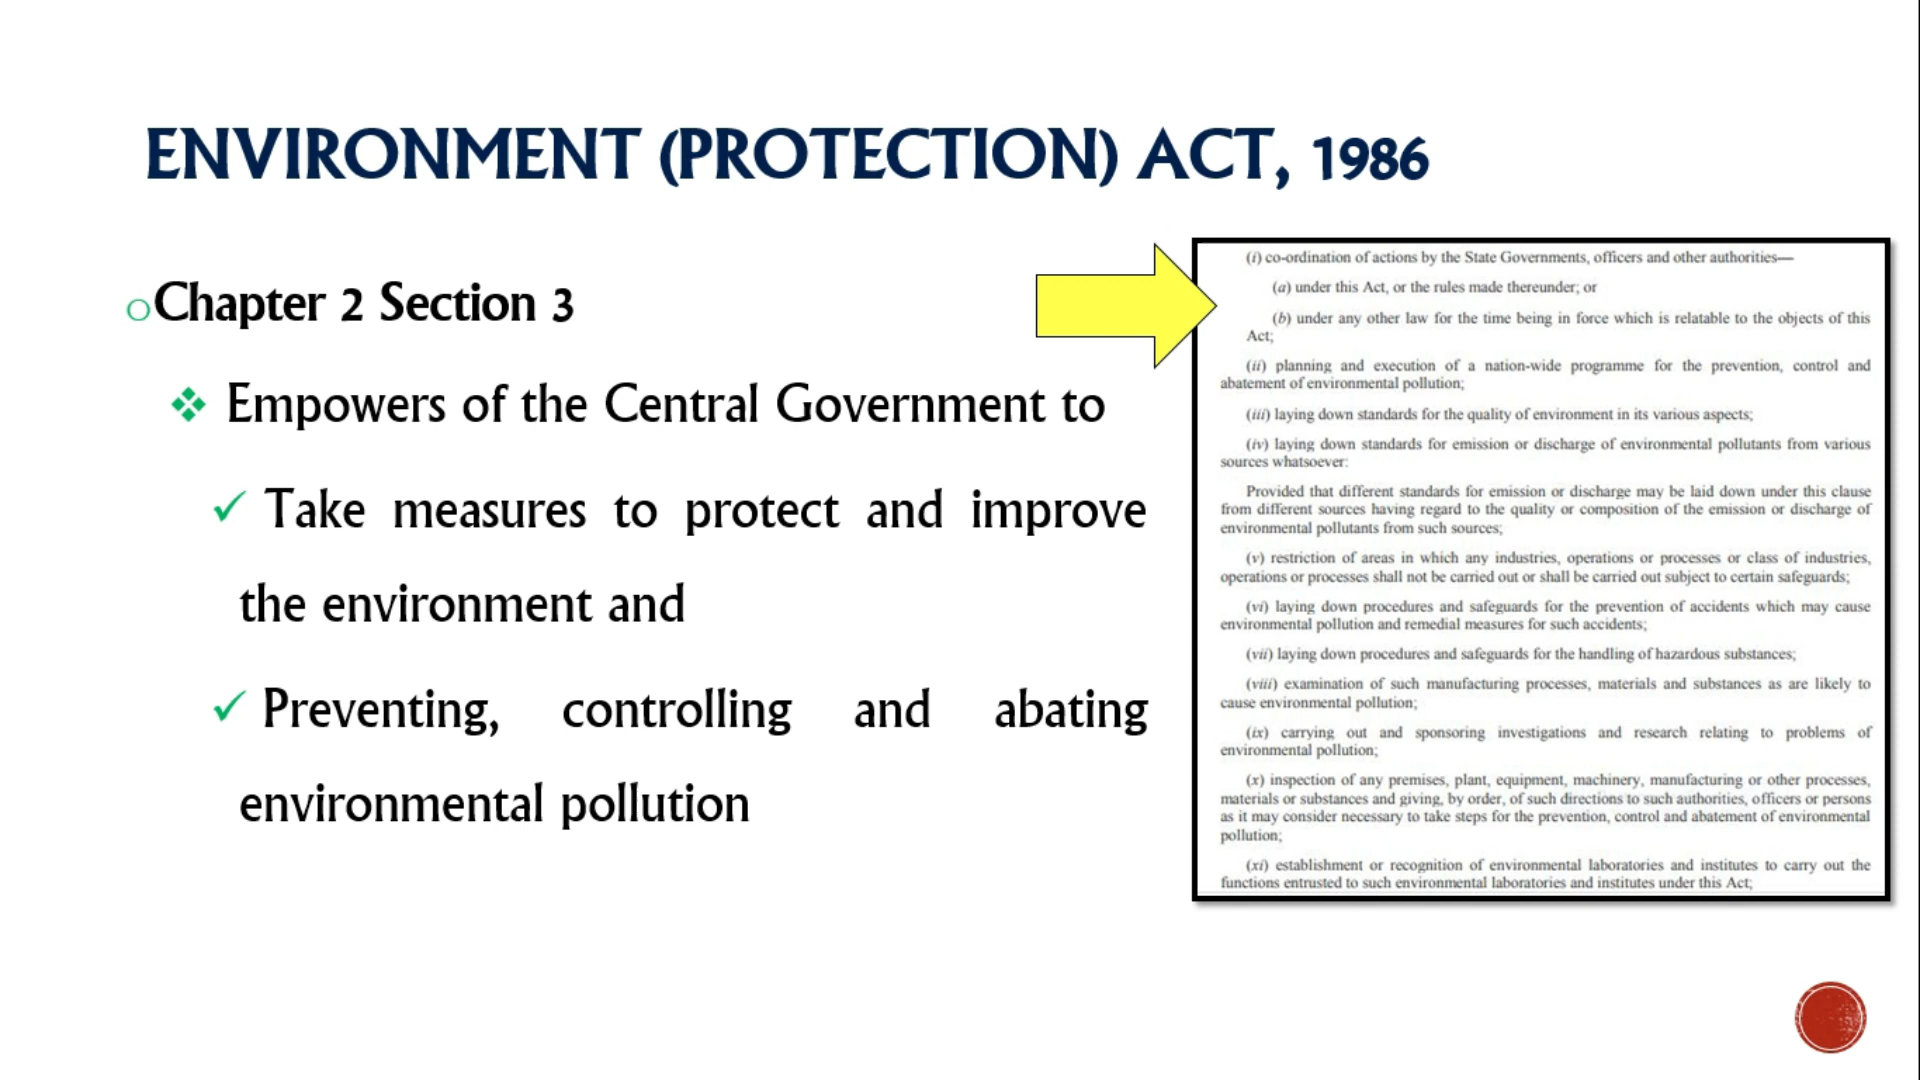 ENVIRONMENT (PROTECTION) ACT, 1986
Chapter 2 Section 3
Empowers of the Central Government to
Take measures to protect and improve
the environment and
Preventing, controlling and abating
environmental pollution
(i) co-ordination of actions by the State Governments, officers and other authorities—
(a) under this Act, or the rules made thereunder; or
(b) under any other law for the time being in force which is relatable to the objects of this
Act;
(ii) planning and execution of a nation-wide programme for the prevention, control and
abatement of environmental pollution;
(iii) laying down standards for the quality of environment in its various aspects;
(iv) laying down standards for emission or discharge of environmental pollutants from various
sources whatsoever:
Provided that different standards for emission or discharge may be laid down under this clause
from different sources having regard to the quality or composition of the emission or discharge of
environmental pollutants from such sources;
(v) restriction of areas in which any industries, operations or processes or class of industries,
operations or processes shall not be carried out or shall be carried out subject to certain safeguards;
(vi) laying down procedures and safeguards for the prevention of accidents which may cause
environmental pollution and remedial measures for such accidents;
(vii) laying down procedures and safeguards for the handling of hazardous substances;
(viii) examination of such manufacturing processes, materials and substances as are likely to
cause environmental pollution;
(ix) carrying out and sponsoring investigations and research relating to problems of
environmental pollution;
(x) inspection of any premises, plant, equipment, machinery, manufacturing or other processes,
materials or substances and giving, by order, of such directions to such authorities, officers or persons
as it may consider necessary to take steps for the prevention, control and abatement of environmental
pollution;
(xi) establishment or recognition of environmental laboratories and institutes to carry out the
functions entrusted to such environmental laboratories and institutes under this Act;